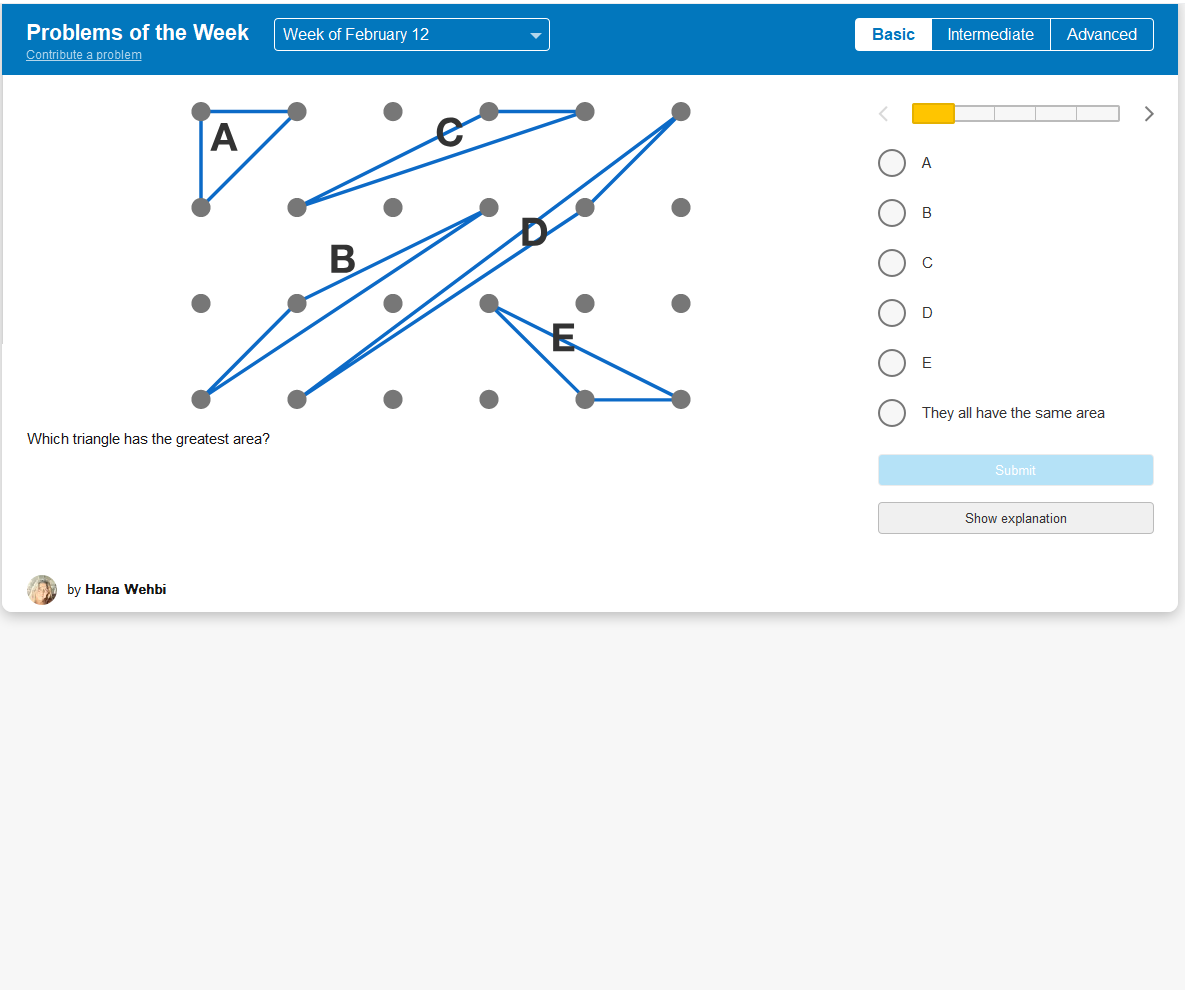 Problems of the Week
Contribute a problem
Week of February 12
Basic
Intermediate
Advanced
A
C
D
B
E
Which triangle has the greatest area?
A
B
C
D
E
They all have the same area
Submit
Show explanation
by Hana Wehbi